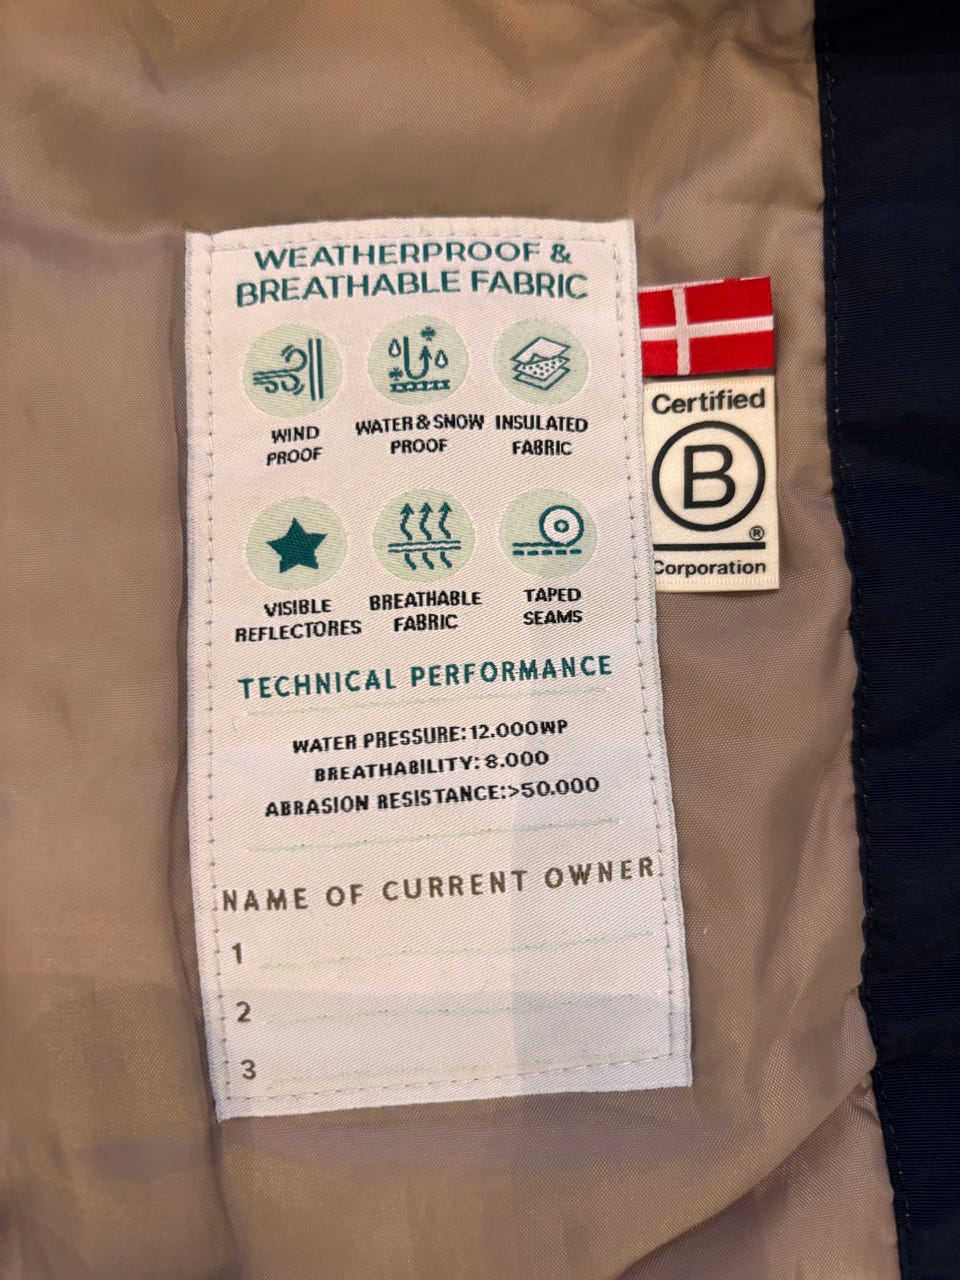 WEATHERPROOF &
BREATHABLE FABRIC
WIND
PROOF
WATER & SNOW
PROOF
INSULATED
FABRIC
VISIBLE
REFLECTORES
BREATHABLE
FABRIC
TAPED
SEAMS
TECHNICAL PERFORMANCE
WATER PRESSURE: 12.000WP
BREATHABILITY: 8.000
ABRASION RESISTANCE:>50.000
NAME OF CURRENT OWNER
1
2
3
Certified
B
®
Corporation